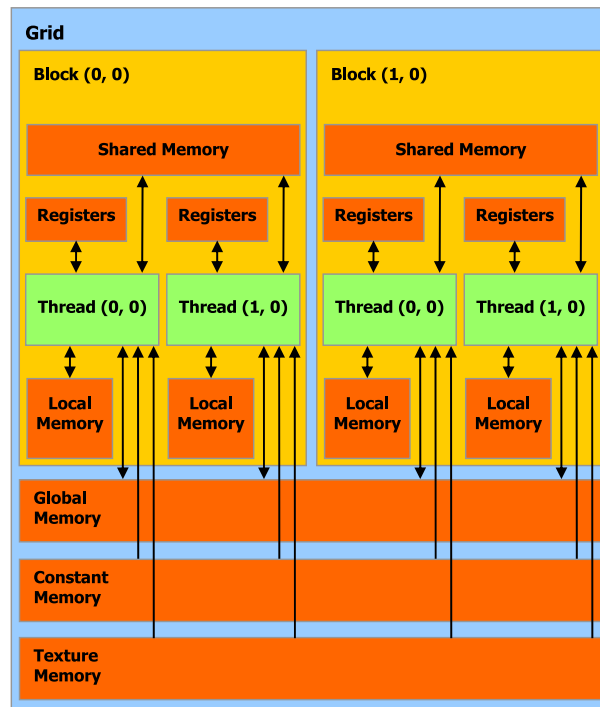 Grid
Block (0, 0)
Block (1, 0)
Shared Memory
Shared Memory
Registers
Registers
Registers
Registers
Thread (0, 0)
Thread (1, 0)
Thread (0, 0)
Thread (1, 0)
Local
Memory
Local
Memory
Local
Memory
Local
Memory
Global
Memory
Constant
Memory
Texture
Memory